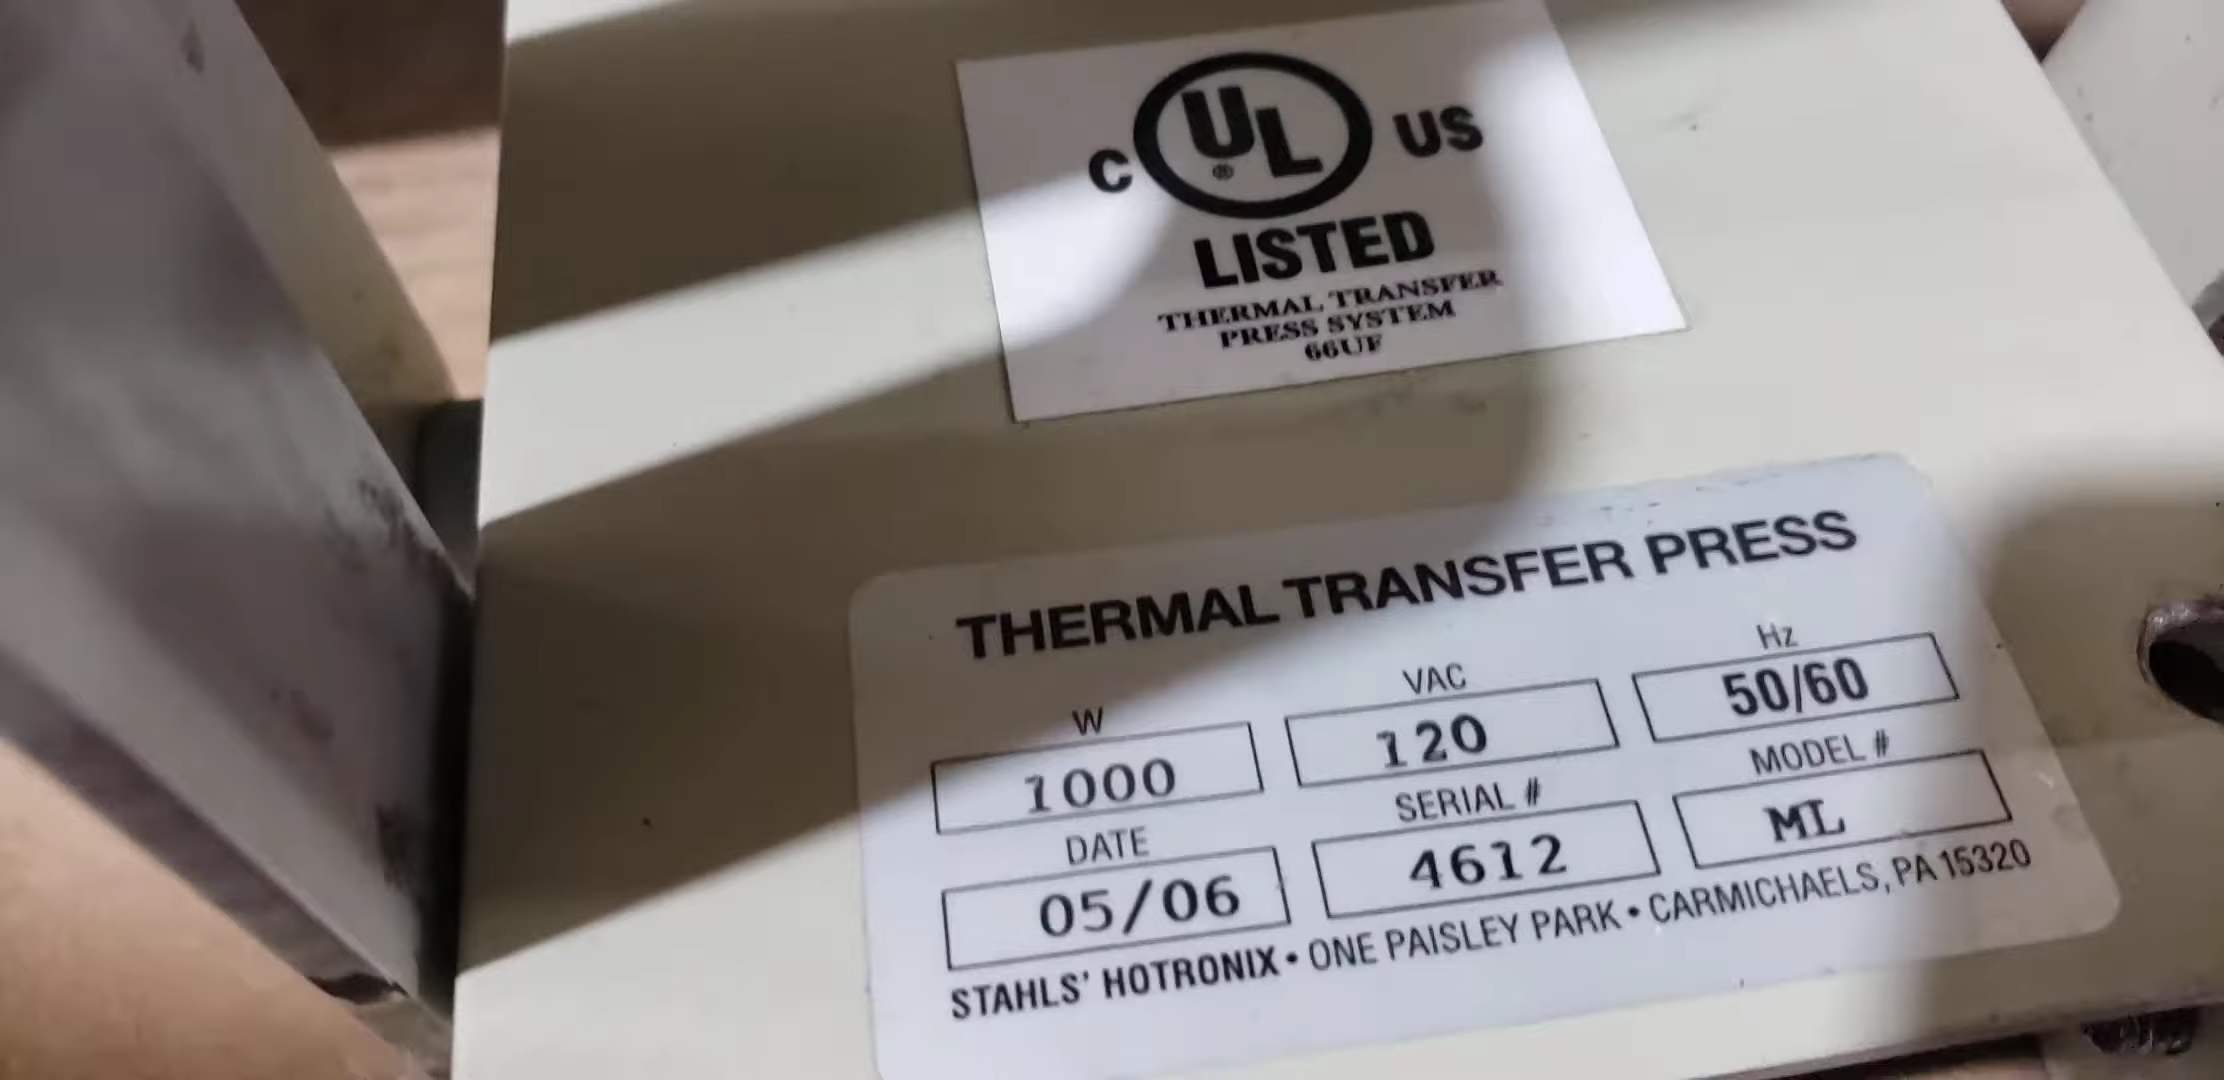 C UL® US
LISTED
THERMAL TRANSFER
PRESS SYSTEM
66UF
THERMAL TRANSFER PRESS
W VAC Hz
1000 120 50/60
DATE SERIAL # MODEL #
05/06 4612 ML
STAHLS' HOTRONIX • ONE PAISLEY PARK • CARMICHAELS, PA 15320